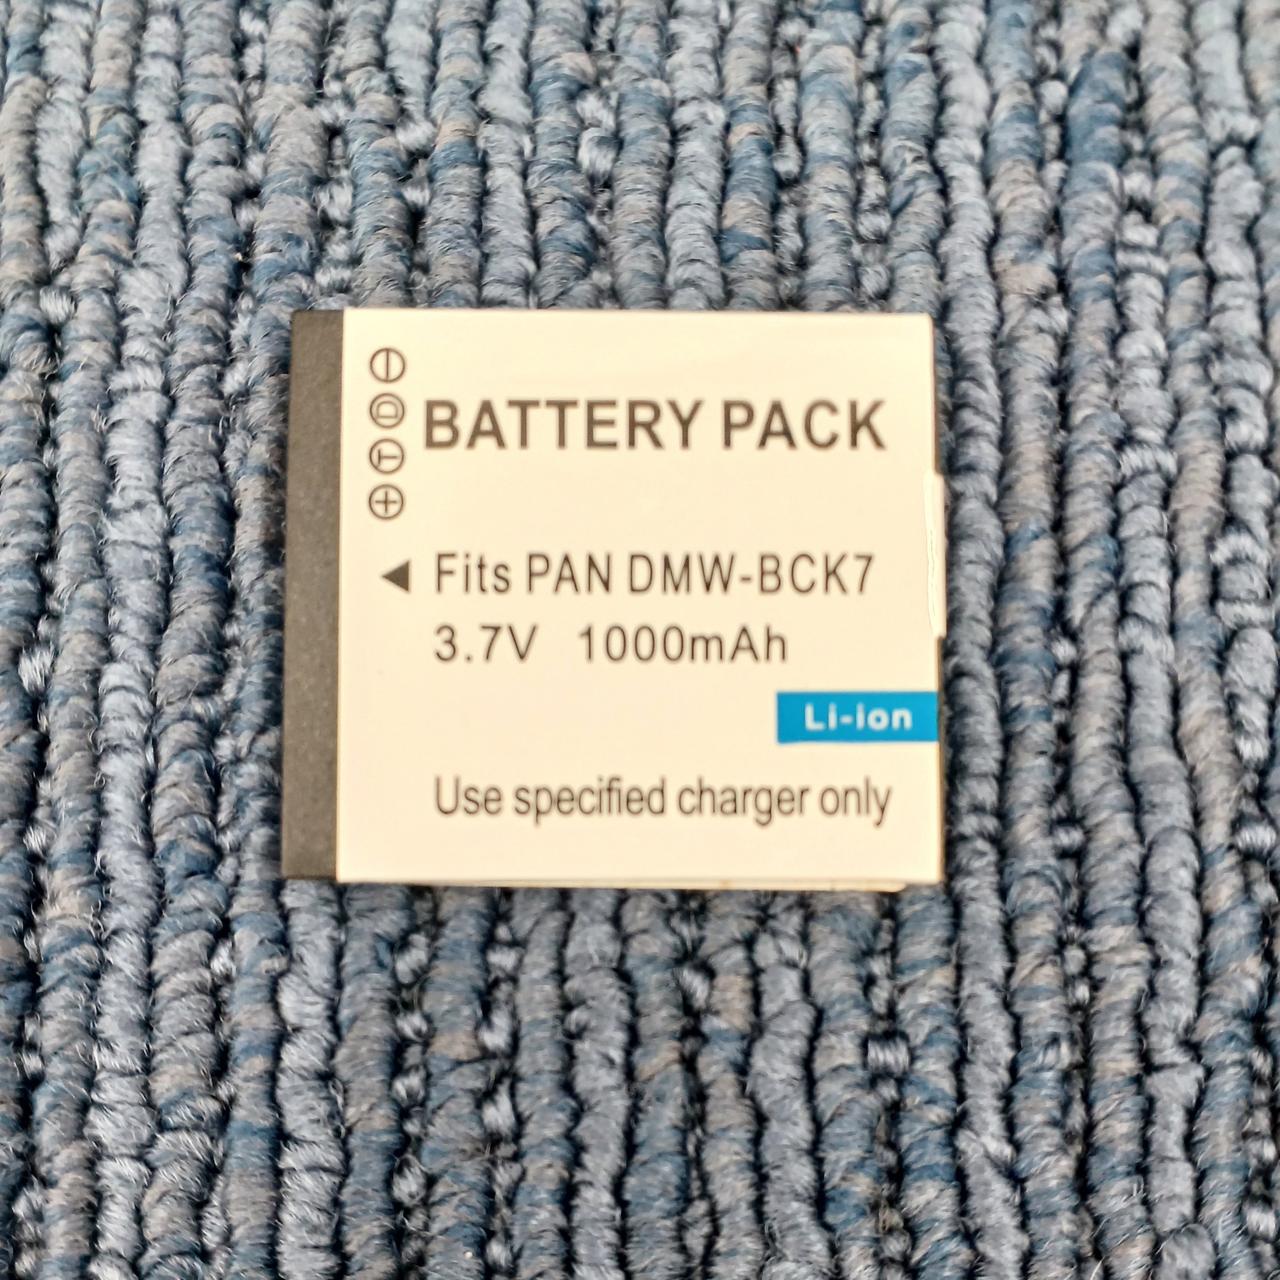 BATTERY PACK
Fits PAN DMW-BCK7
3.7V 1000mAh
Li-ion
Use specified charger only